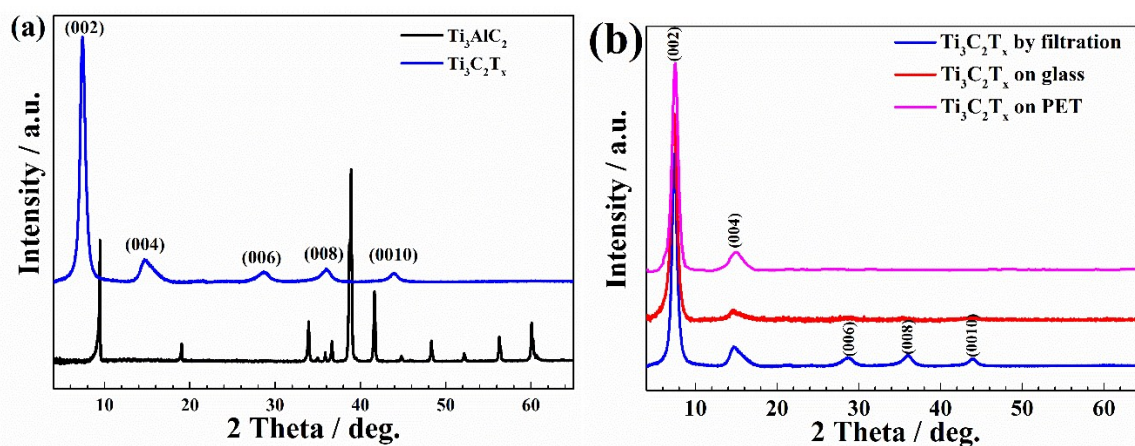 (a)
(002)
Ti₃AlC₂
Ti₃C₂Tₓ
(004)
(006)
(008)
(0010)
Intensity / a.u.
10 20 30 40 50 60
2 Theta / deg.
(b)
(002)
Ti₃C₂Tₓ by filtration
Ti₃C₂Tₓ on glass
Ti₃C₂Tₓ on PET
(004)
(006)
(008)
(0010)
Intensity / a.u.
10 20 30 40 50 60
2 Theta / deg.